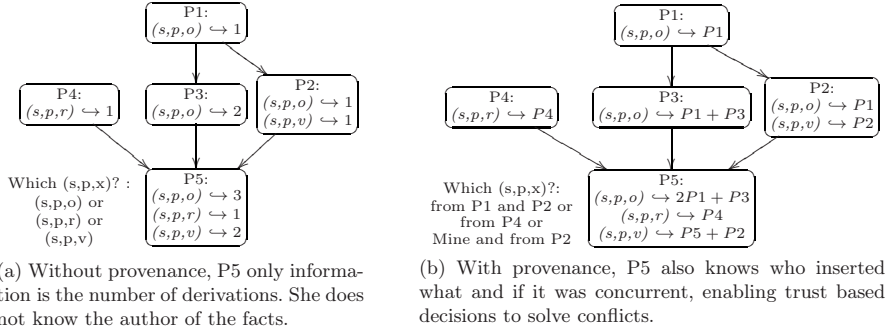 P1:
(s,p,o) ↪ 1
P4:
(s,p,r) ↪ 1
P3:
(s,p,o) ↪ 2
P2:
(s,p,o) ↪ 1
(s,p,v) ↪ 1
Which (s,p,x)? :
(s,p,o) or
(s,p,r) or
(s,p,v)
P5:
(s,p,o) ↪ 3
(s,p,r) ↪ 1
(s,p,v) ↪ 2
(a) Without provenance, P5 only informa-
tion is the number of derivations. She does
not know the author of the facts.
P1:
(s,p,o) ↪ P1
P4:
(s,p,r) ↪ P4
P3:
(s,p,o) ↪ P1 + P3
P2:
(s,p,o) ↪ P1
(s,p,v) ↪ P2
Which (s,p,x)?:
from P1 and P2 or
from P4 or
Mine and from P2
P5:
(s,p,o) ↪ 2P1 + P3
(s,p,r) ↪ P4
(s,p,v) ↪ P5 + P2
(b) With provenance, P5 also knows who inserted
what and if it was concurrent, enabling trust based
decisions to solve conflicts.